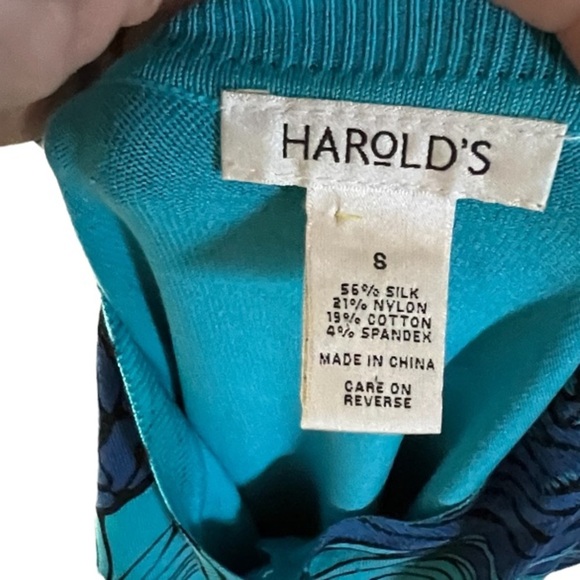 HAROLD'S
S
56% SILK
21% NYLON
19% COTTON
4% SPANDEX
MADE IN CHINA
CARE ON
REVERSE